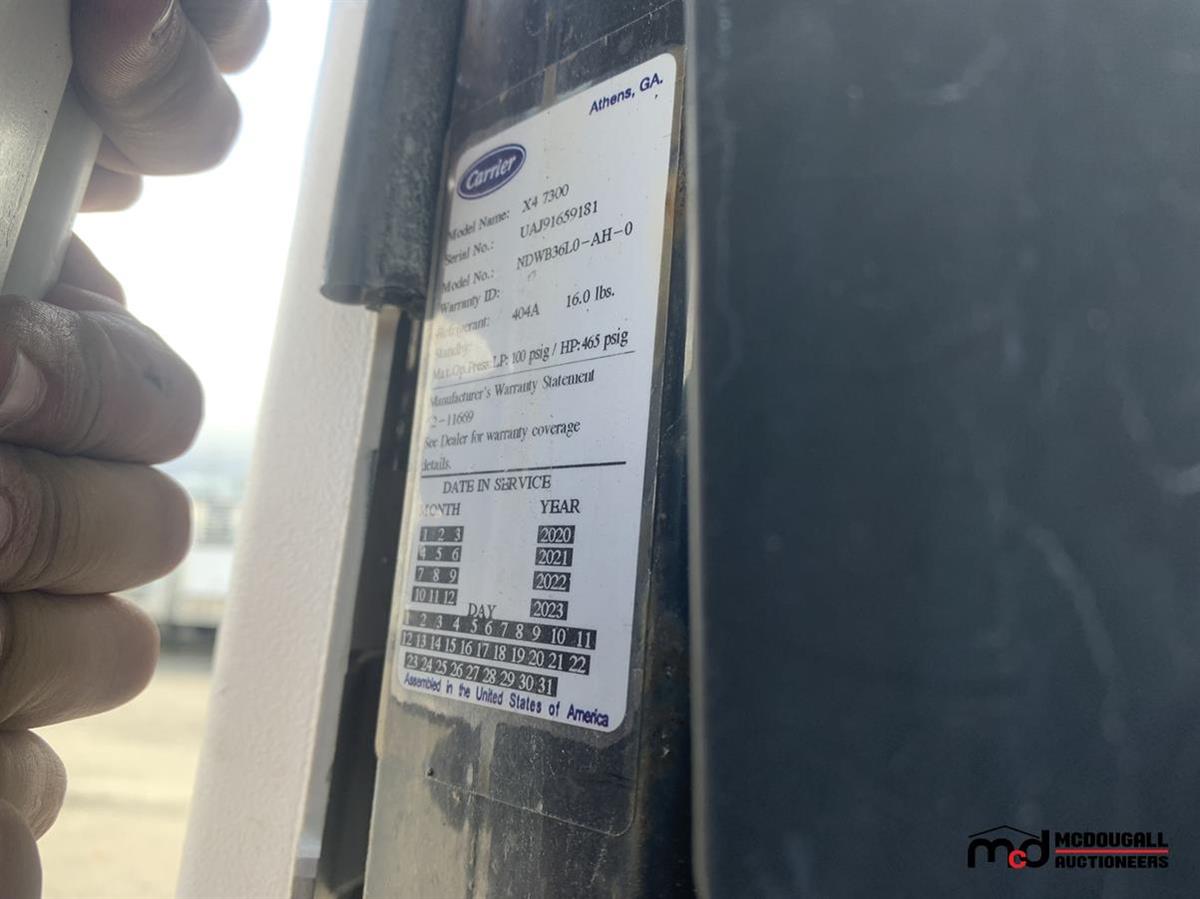 Athens, GA.
Carrier
Model Name: X4 7300
Serial No.: UAJ91659181
Model No.: NDWB36L0-AH-0
Warranty ID:
Refrigerant: 404A 16.0 lbs.
Standby:
Max.Op.Press:LP: 100 psig / HP:465 psig
Manufacturer's Warranty Statement
-11669
See Dealer for warranty coverage
details.
DATE IN SERVICE
MONTH YEAR
1 2 3 2020
4 5 6 2021
7 8 9 2022
10 11 12 2023
DAY
1 2 3 4 5 6 7 8 9 10 11
12 13 14 15 16 17 18 19 20 21 22
23 24 25 26 27 28 29 30 31
Assembled in the United States of America
mcd MCDOUGALL
AUCTIONEERS